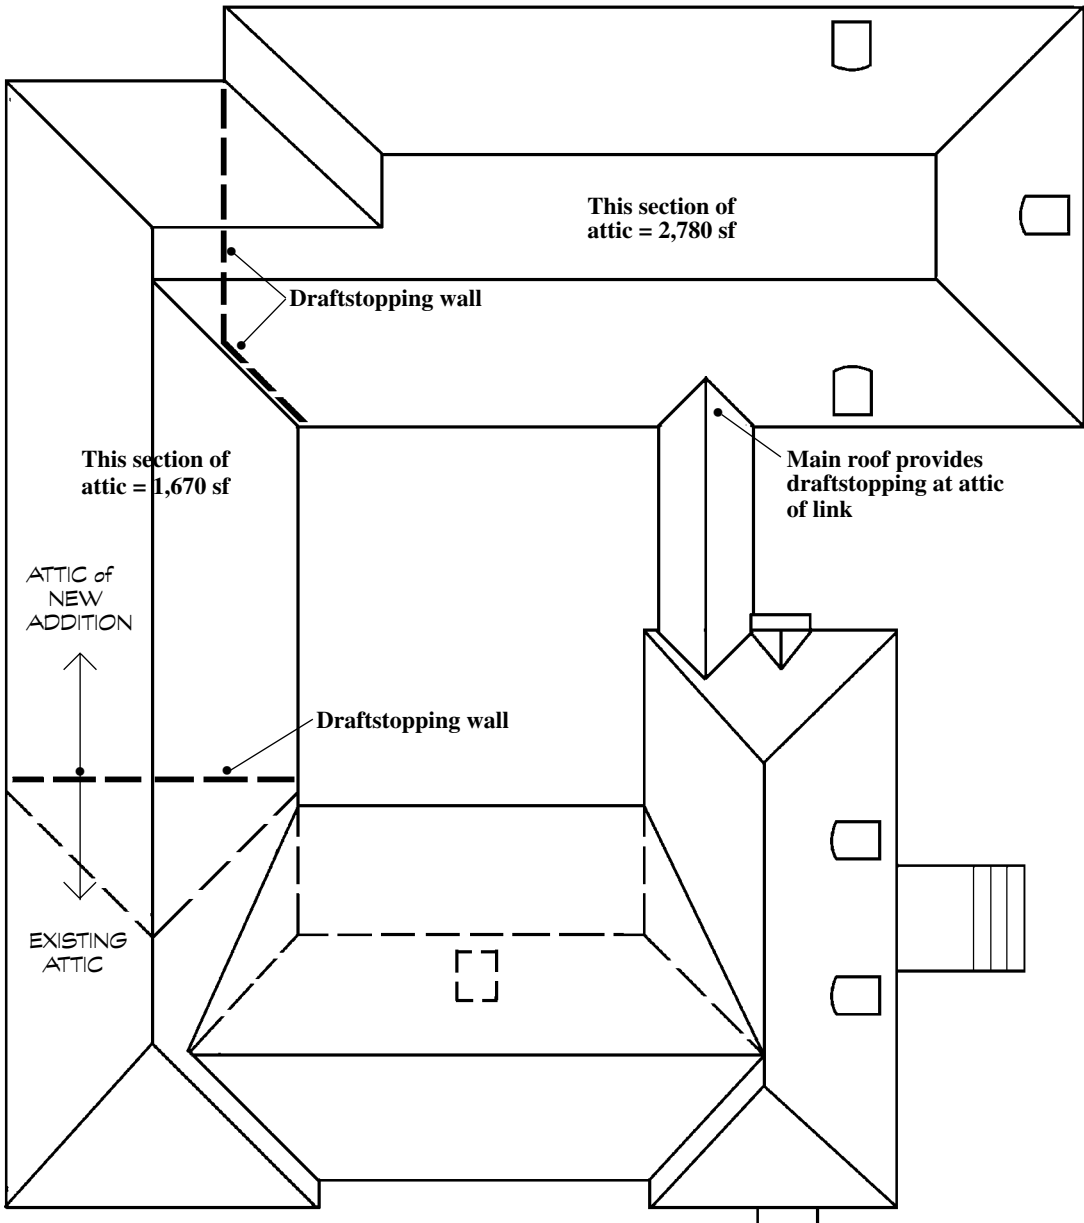 This section of
attic = 2,780 sf
Draftstopping wall
This section of
attic = 1,670 sf
Main roof provides
draftstopping at attic
of link
ATTIC of
NEW
ADDITION
Draftstopping wall
EXISTING
ATTIC